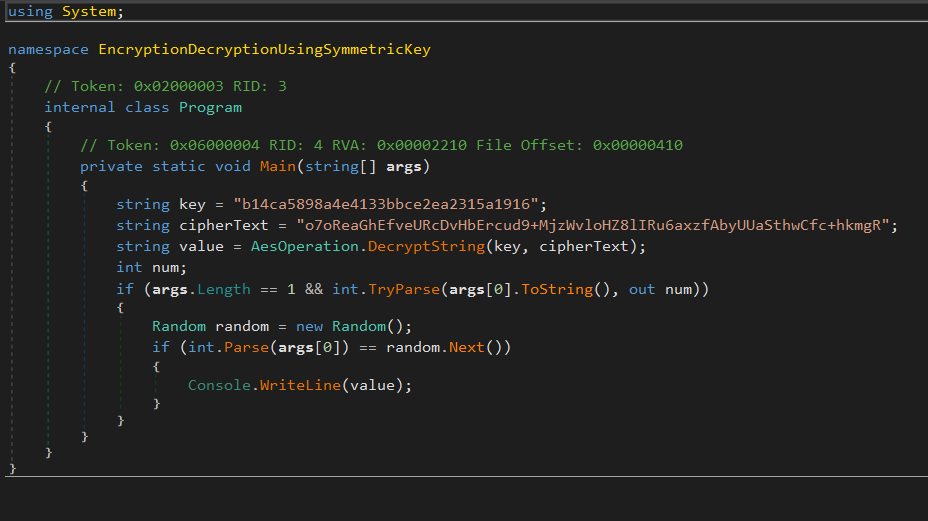 using System;
namespace EncryptionDecryptionUsingSymmetricKey
{
// Token: 0x02000003 RID: 3
internal class Program
{
// Token: 0x06000004 RID: 4 RVA: 0x00002210 File Offset: 0x00000410
private static void Main(string[] args)
{
string key = "b14ca5898a4e4133bbce2ea2315a1916";
string cipherText = "o7oReaGhEfveURcDvHbErcud9+MjzWvloHZ8lIRu6axzfAbyUUaSthwCfc+hkmgR";
string value = AesOperation.DecryptString(key, cipherText);
int num;
if (args.Length == 1 && int.TryParse(args[0].ToString(), out num))
{
Random random = new Random();
if (int.Parse(args[0]) == random.Next())
{
Console.WriteLine(value);
}
}
}
}
}